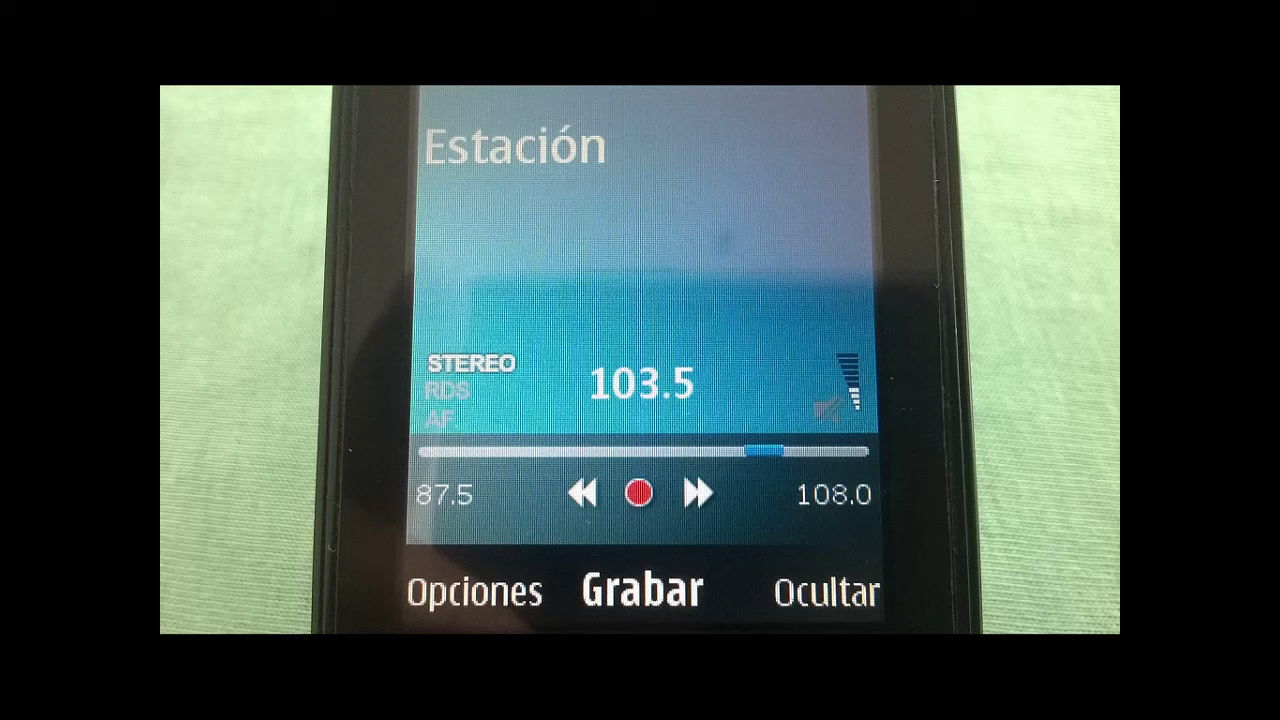 Estación
STEREO
RDS
AF
103.5
87.5
108.0
Opciones Grabar Ocultar